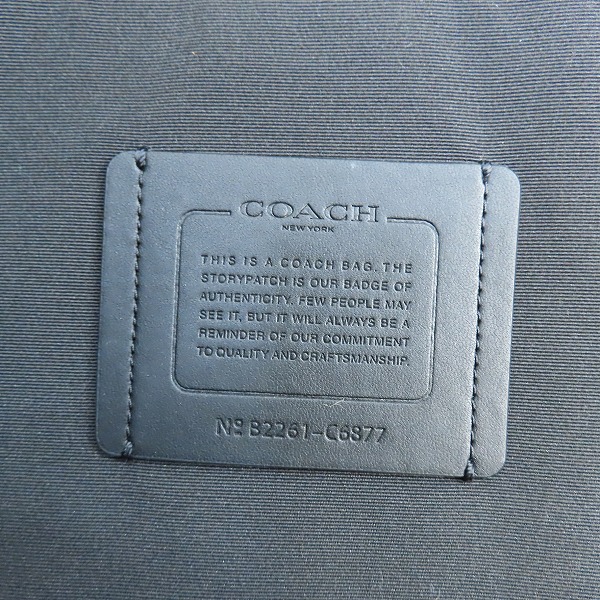 COACH
NEW YORK
THIS IS A COACH BAG. THE
STORYPATCH IS OUR BADGE OF
AUTHENTICITY. FEW PEOPLE MAY
SEE IT, BUT IT WILL ALWAYS BE A
REMINDER OF OUR COMMITMENT
TO QUALITY AND CRAFTSMANSHIP.
Nº B2261-C6877